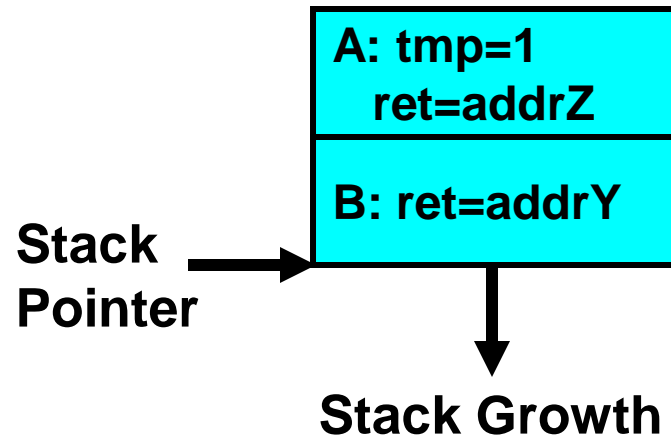 A: tmp=1
ret=addrZ
B: ret=addrY
Stack
Pointer
Stack Growth